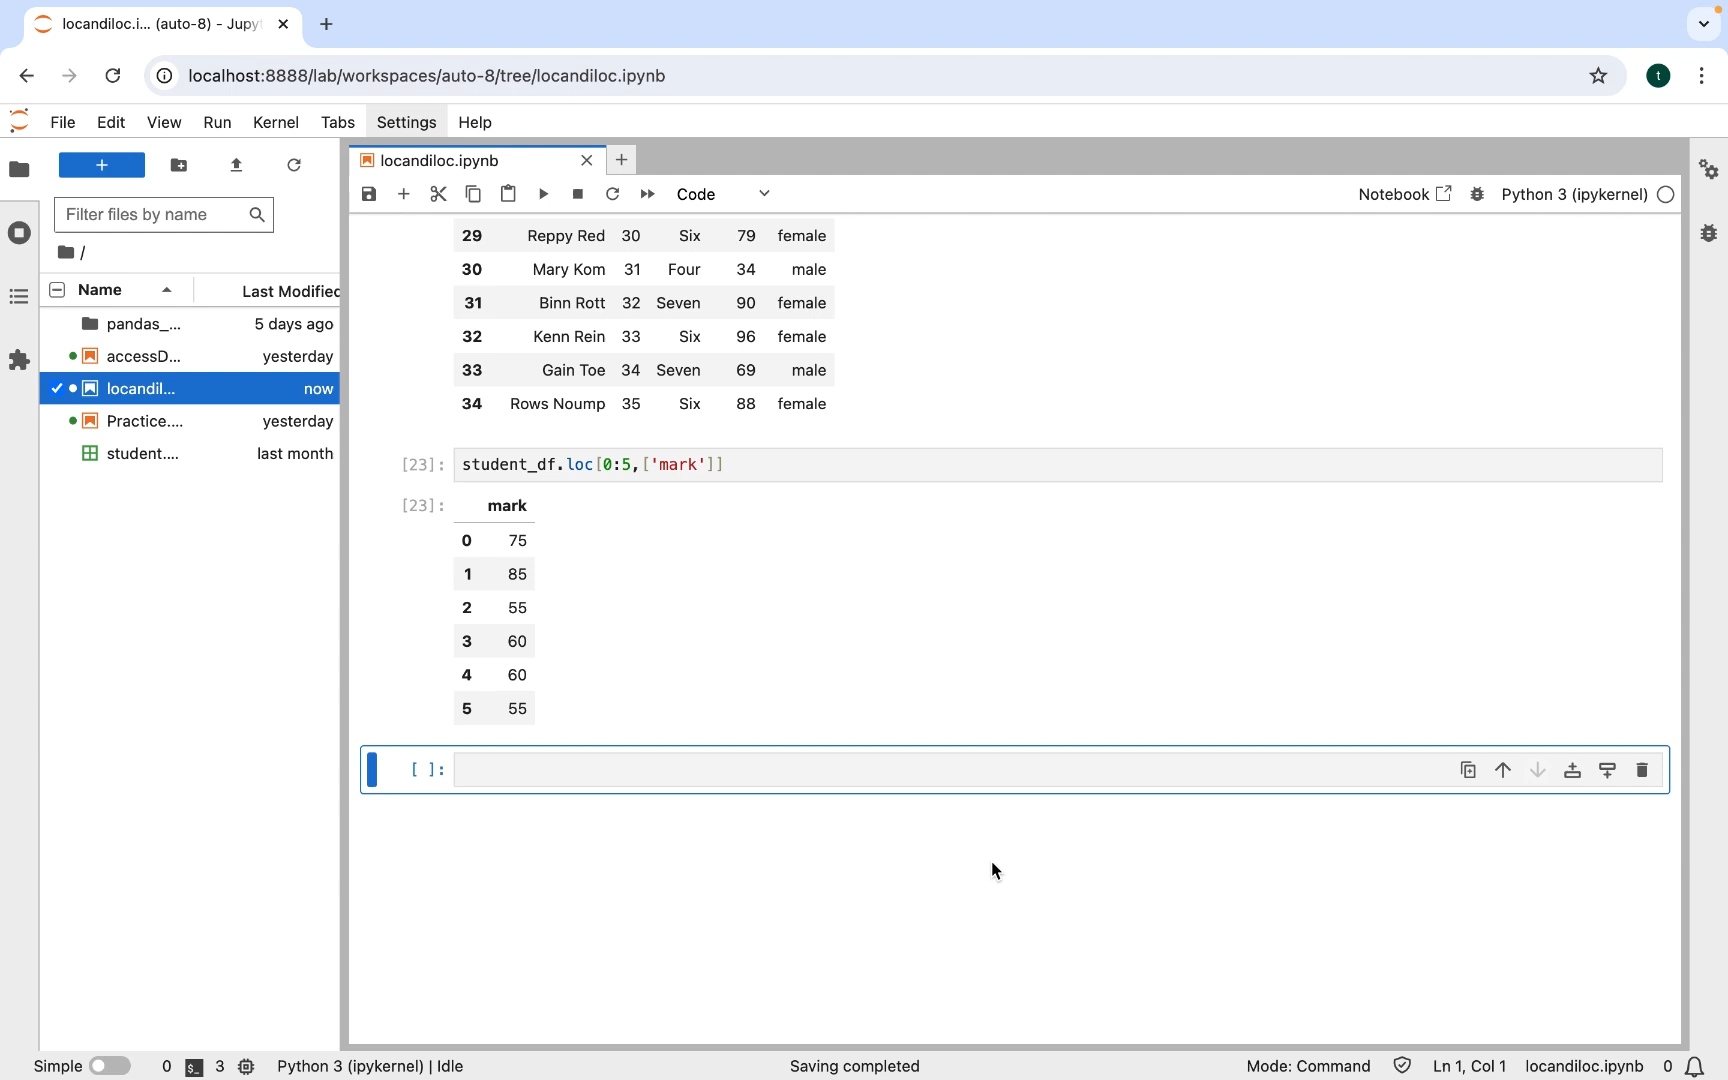 locandiloc.i... (auto-8) - Jupyt
localhost:8888/lab/workspaces/auto-8/tree/locandiloc.ipynb
t
File Edit View Run Kernel Tabs Settings Help
+
Filter files by name
/
Name Last Modified
pandas_... 5 days ago
accessD... yesterday
locandil... now
Practice.... yesterday
student.... last month
locandiloc.ipynb
Code
Notebook
Python 3 (ipykernel)
29 Reppy Red 30 Six 79 female
30 Mary Kom 31 Four 34 male
31 Binn Rott 32 Seven 90 female
32 Kenn Rein 33 Six 96 female
33 Gain Toe 34 Seven 69 male
34 Rows Noump 35 Six 88 female
[23]: student_df.loc[0:5,['mark']]
[23]: mark
0 75
1 85
2 55
3 60
4 60
5 55
[ ]:
Simple 0 $_ 3 Python 3 (ipykernel) | Idle Saving completed Mode: Command Ln 1, Col 1 locandiloc.ipynb 0